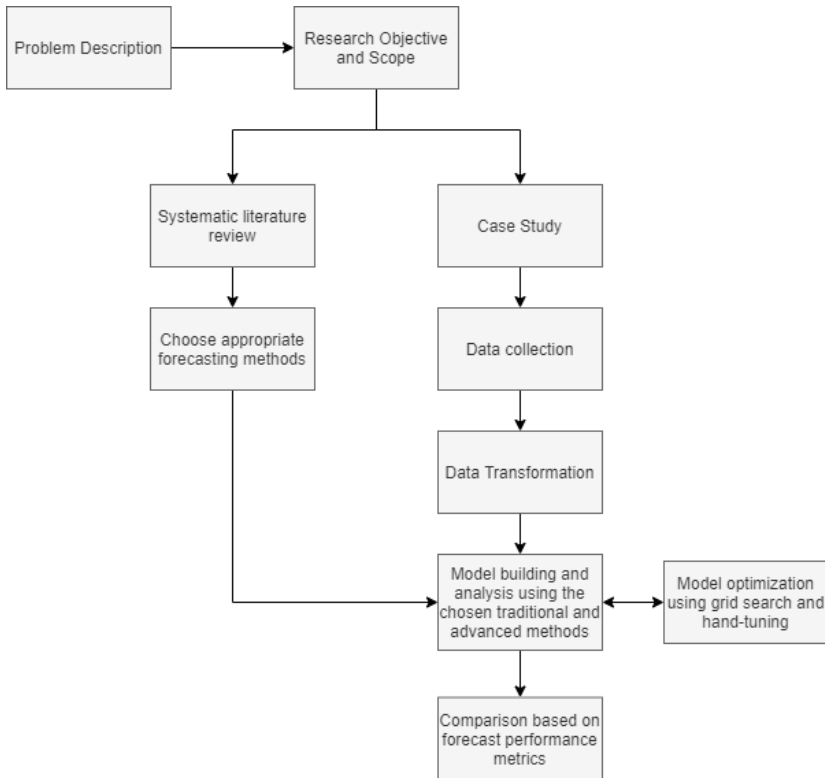 Problem Description
Research Objective
and Scope
Systematic literature
review
Case Study
Choose appropriate
forecasting methods
Data collection
Data Transformation
Model building and
analysis using the
chosen traditional and
advanced methods
Model optimization
using grid search and
hand-tuning
Comparison based on
forecast performance
metrics